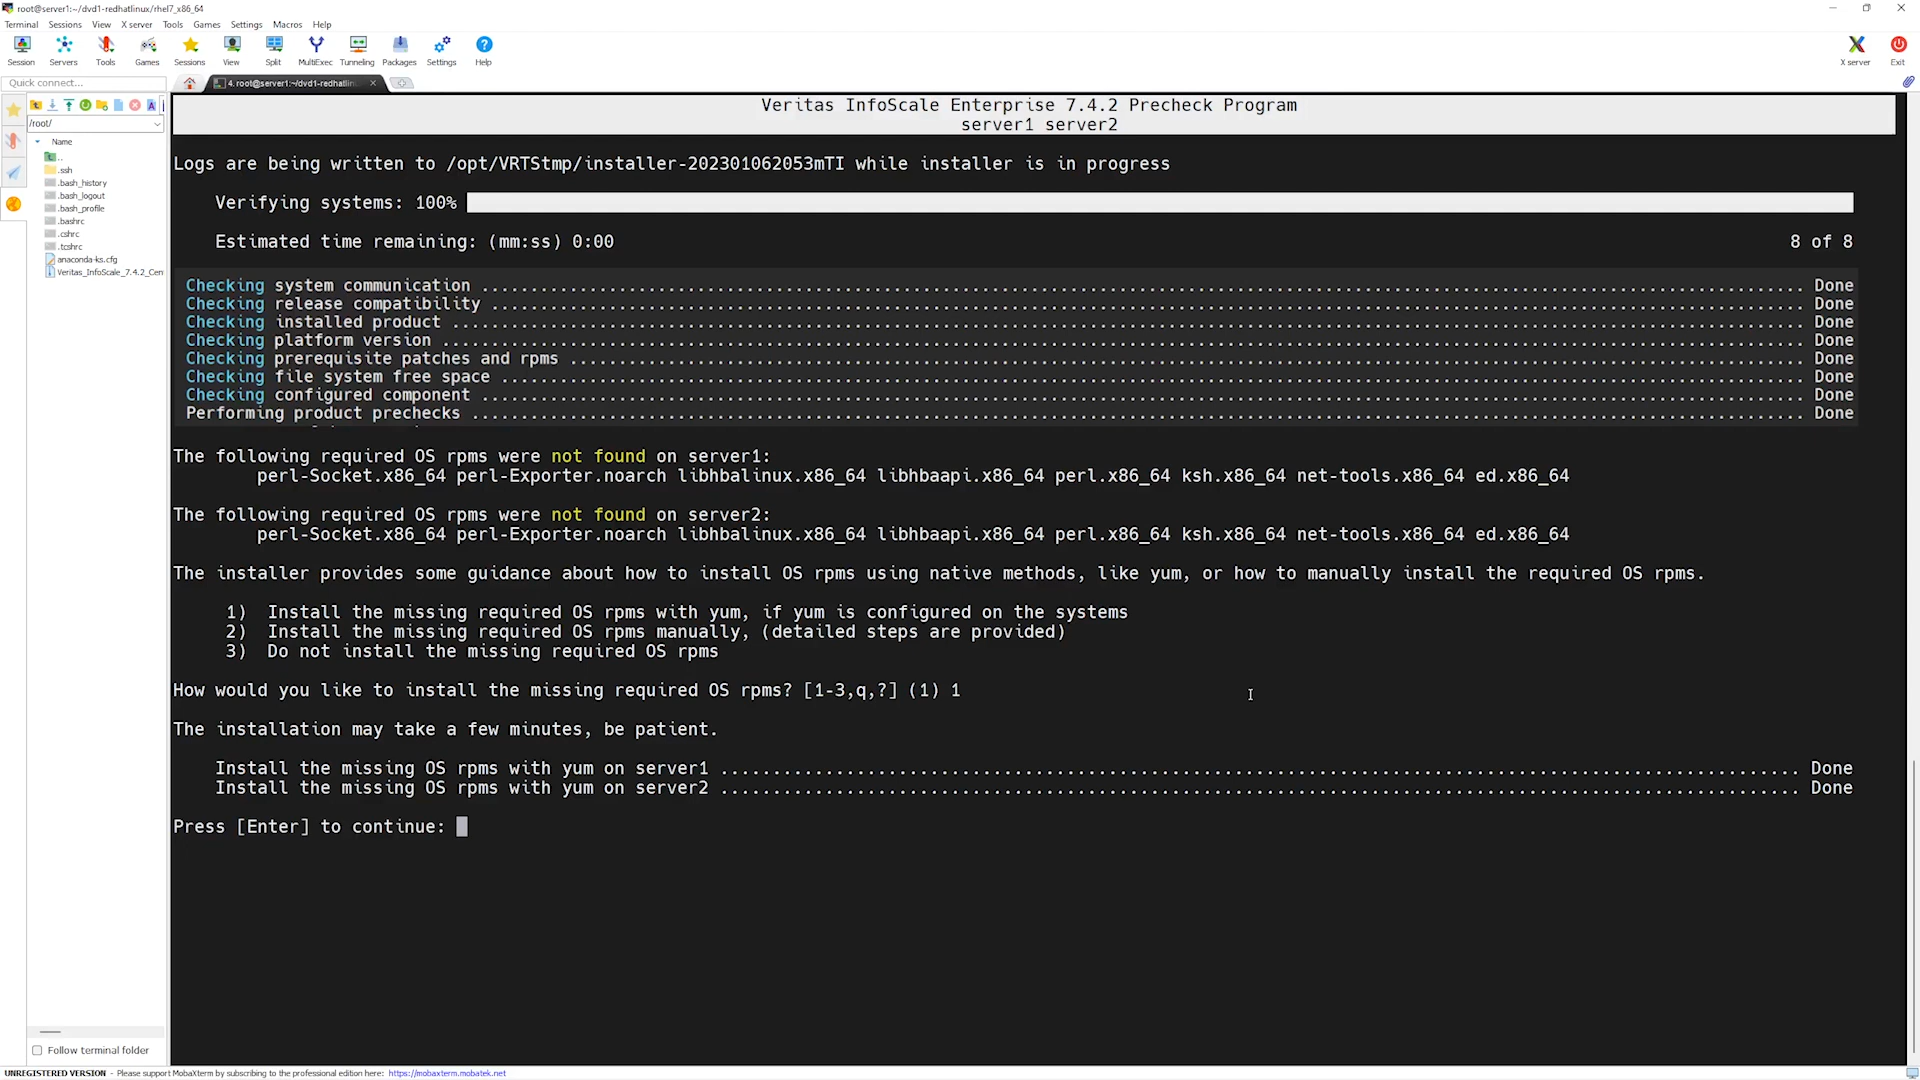 root@server1:~/dvd1-redhatlinux/rhel7_x86_64
Terminal Sessions View X server Tools Games Settings Macros Help
Session Servers Tools Games Sessions View Split MultiExec Tunneling Packages Settings Help X server Exit
Quick connect...
4. root@server1:~/dvd1-redhatlin
/root/
Name
..
.ssh
.bash_history
.bash_logout
.bash_profile
.bashrc
.cshrc
.tcshrc
anaconda-ks.cfg
Veritas_InfoScale_7.4.2_Cen
Veritas InfoScale Enterprise 7.4.2 Precheck Program
server1 server2
Logs are being written to /opt/VRTStmp/installer-202301062053mTI while installer is in progress
Verifying systems: 100%
Estimated time remaining: (mm:ss) 0:00 8 of 8
Checking system communication ........ Done
Checking release compatibility ........ Done
Checking installed product ........ Done
Checking platform version ........ Done
Checking prerequisite patches and rpms ........ Done
Checking file system free space ........ Done
Checking configured component ........ Done
Performing product prechecks ........ Done
The following required OS rpms were not found on server1:
perl-Socket.x86_64 perl-Exporter.noarch libhbalinux.x86_64 libhbaapi.x86_64 perl.x86_64 ksh.x86_64 net-tools.x86_64 ed.x86_64
The following required OS rpms were not found on server2:
perl-Socket.x86_64 perl-Exporter.noarch libhbalinux.x86_64 libhbaapi.x86_64 perl.x86_64 ksh.x86_64 net-tools.x86_64 ed.x86_64
The installer provides some guidance about how to install OS rpms using native methods, like yum, or how to manually install the required OS rpms.
1) Install the missing required OS rpms with yum, if yum is configured on the systems
2) Install the missing required OS rpms manually, (detailed steps are provided)
3) Do not install the missing required OS rpms
How would you like to install the missing required OS rpms? [1-3,q,?] (1) 1
The installation may take a few minutes, be patient.
Install the missing OS rpms with yum on server1 ........ Done
Install the missing OS rpms with yum on server2 ........ Done
Press [Enter] to continue:
Follow terminal folder
UNREGISTERED VERSION - Please support MobaXterm by subscribing to the professional edition here: https://mobaxterm.mobatek.net